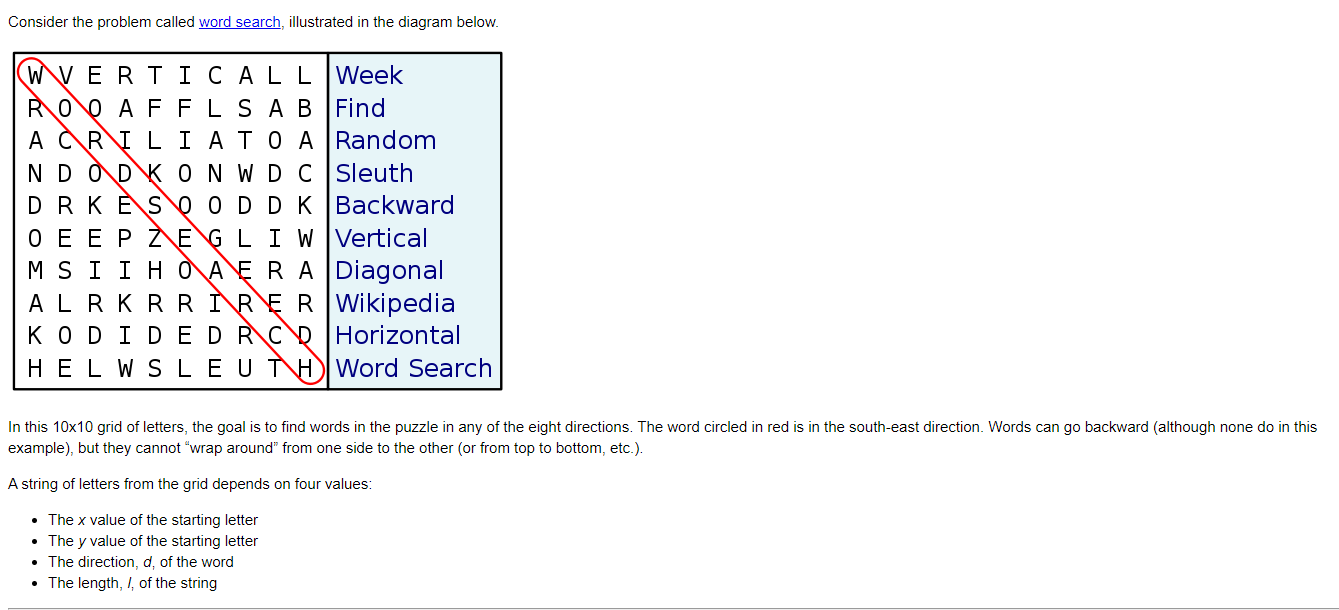 Consider the problem called word search, illustrated in the diagram below.
W V E R T I C A L L Week
R O O A F F L S A B Find
A C R I L I A T O A Random
N D O D K O N W D C Sleuth
D R K E S O O D D K Backward
O E E P Z E G L I W Vertical
M S I I H O A E R A Diagonal
A L R K R R I R E R Wikipedia
K O D I D E D R C D Horizontal
H E L W S L E U T H Word Search
In this 10x10 grid of letters, the goal is to find words in the puzzle in any of the eight directions. The word circled in red is in the south-east direction. Words can go backward (although none do in this
example), but they cannot “wrap around” from one side to the other (or from top to bottom, etc.).
A string of letters from the grid depends on four values:
• The x value of the starting letter
• The y value of the starting letter
• The direction, d, of the word
• The length, l, of the string